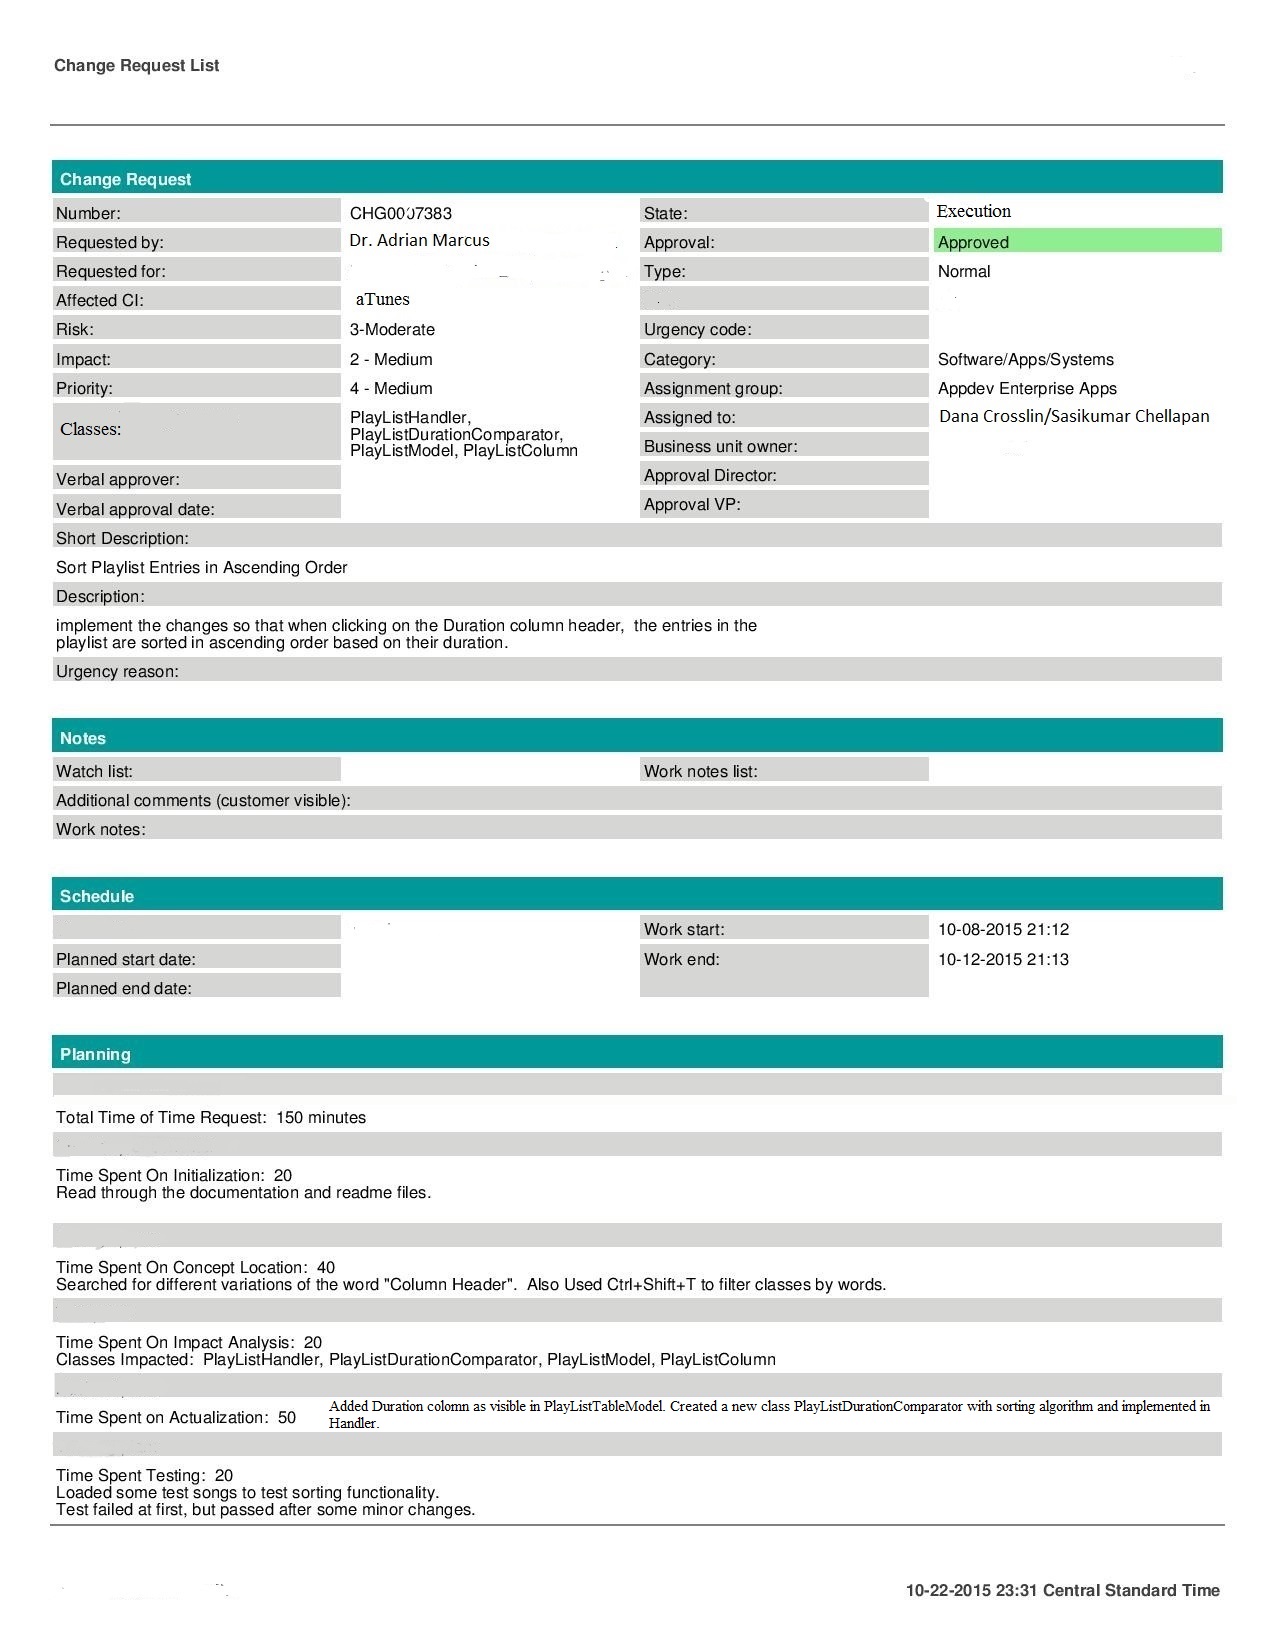 Change Request List
Change Request
Number: CHG0007383 State: Execution
Requested by: Dr. Adrian Marcus Approval: Approved
Requested for: Type: Normal
Affected CI: aTunes
Risk: 3-Moderate Urgency code:
Impact: 2 - Medium Category: Software/Apps/Systems
Priority: 4 - Medium Assignment group: Appdev Enterprise Apps
Classes: PlayListHandler, Assigned to: Dana Crosslin/Sasikumar Chellapan
PlayListDurationComparator, Business unit owner:
PlayListModel, PlayListColumn
Verbal approver: Approval Director:
Verbal approval date: Approval VP:
Short Description:
Sort Playlist Entries in Ascending Order
Description:
implement the changes so that when clicking on the Duration column header,  the entries in the
playlist are sorted in ascending order based on their duration.
Urgency reason:
Notes
Watch list: Work notes list:
Additional comments (customer visible):
Work notes:
Schedule
Work start: 10-08-2015 21:12
Planned start date: Work end: 10-12-2015 21:13
Planned end date:
Planning
Total Time of Time Request:  150 minutes
Time Spent On Initialization:  20
Read through the documentation and readme files.
Time Spent On Concept Location:  40
Searched for different variations of the word "Column Header".  Also Used Ctrl+Shift+T to filter classes by words.
Time Spent On Impact Analysis:  20
Classes Impacted:  PlayListHandler, PlayListDurationComparator, PlayListModel, PlayListColumn
Time Spent on Actualization:  50 Added Duration colomn as visible in PlayListTableModel. Created a new class PlayListDurationComparator with sorting algorithm and implemented in
Handler.
Time Spent Testing:  20
Loaded some test songs to test sorting functionality.
Test failed at first, but passed after some minor changes.
10-22-2015 23:31 Central Standard Time